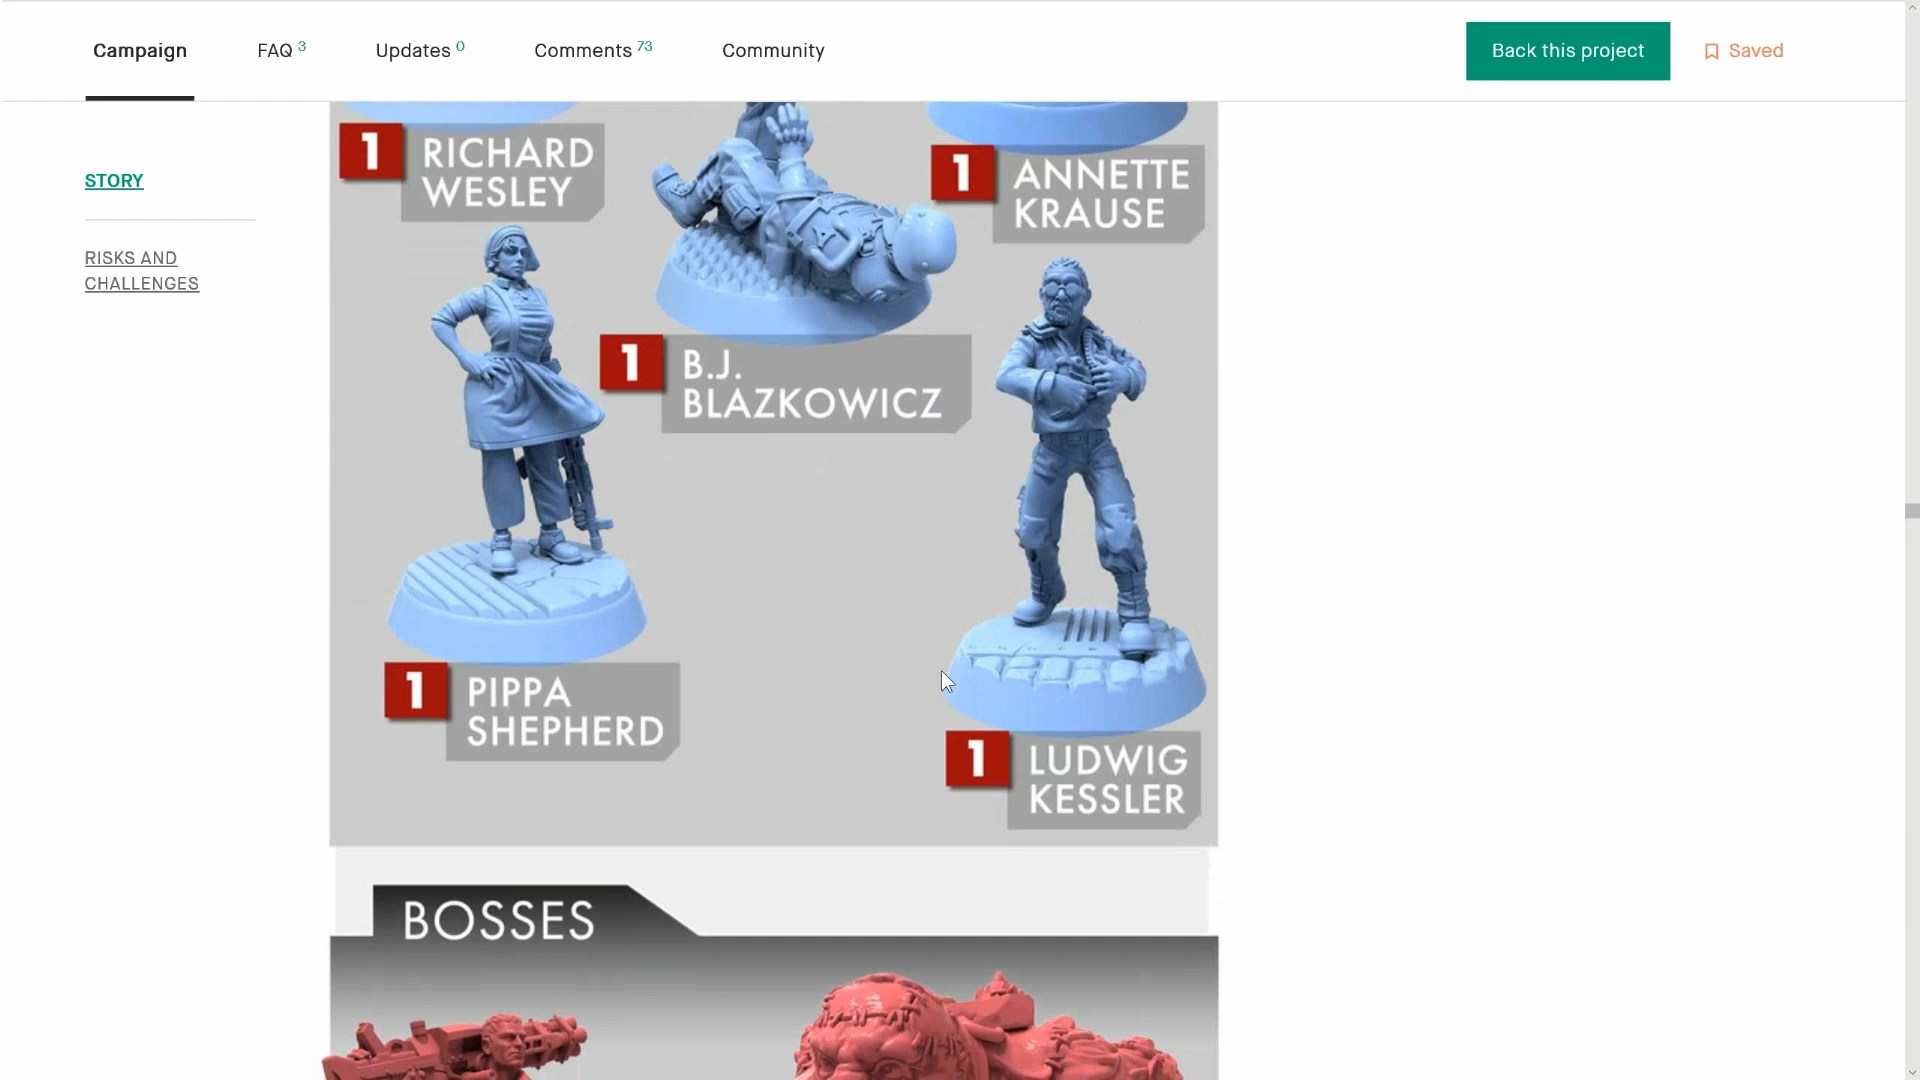 Campaign
FAQ 3
Updates 0
Comments 73
Community
Back this project
Saved
STORY
RISKS AND
CHALLENGES
1 RICHARD
WESLEY
1 ANNETTE
KRAUSE
1 B.J.
BLAZKOWICZ
1 PIPPA
SHEPHERD
1 LUDWIG
KESSLER
BOSSES